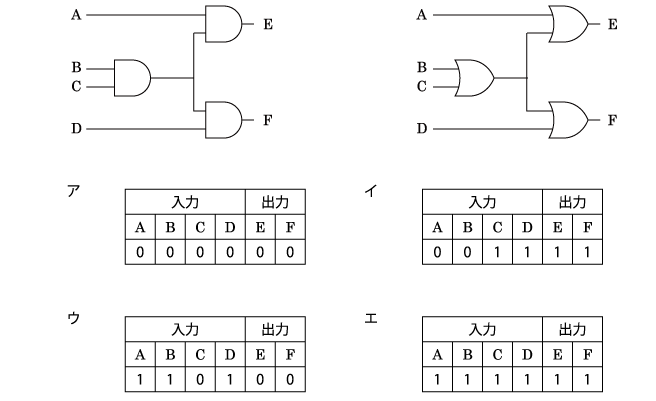 A E A E
B B
C C
D F D F
ア イ
入力 出力 入力 出力
A B C D E F A B C D E F
0 0 0 0 0 0 0 0 1 1 1 1
ウ エ
入力 出力 入力 出力
A B C D E F A B C D E F
1 1 0 1 0 0 1 1 1 1 1 1